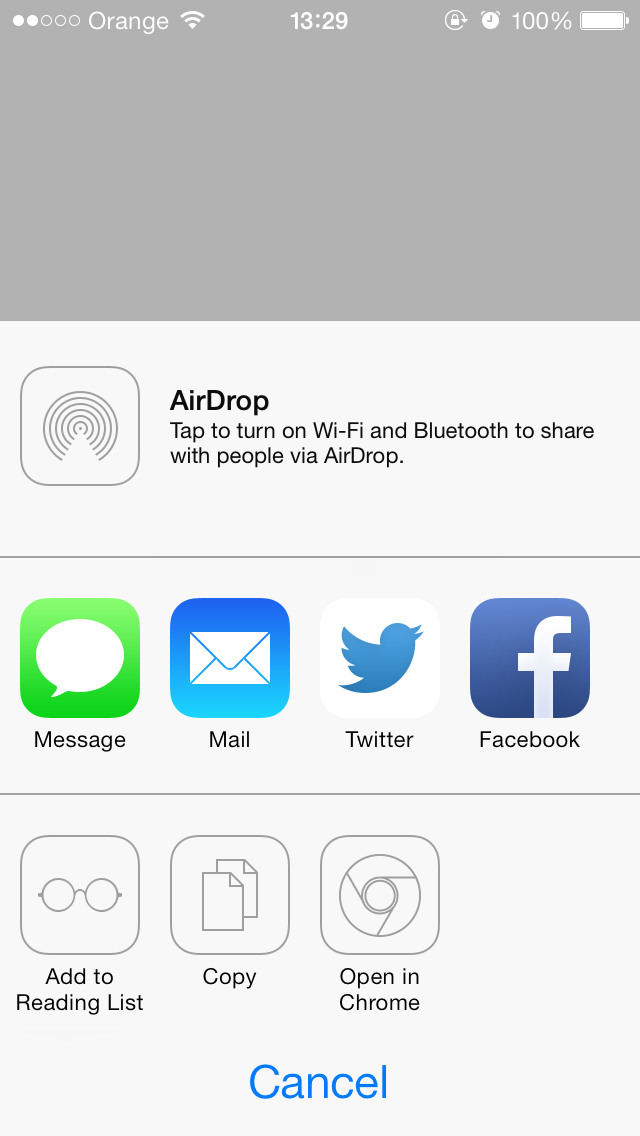 Orange 13:29 100%
AirDrop
Tap to turn on Wi-Fi and Bluetooth to share
with people via AirDrop.
Message Mail Twitter Facebook
Add to Reading List
Copy
Open in Chrome
Cancel